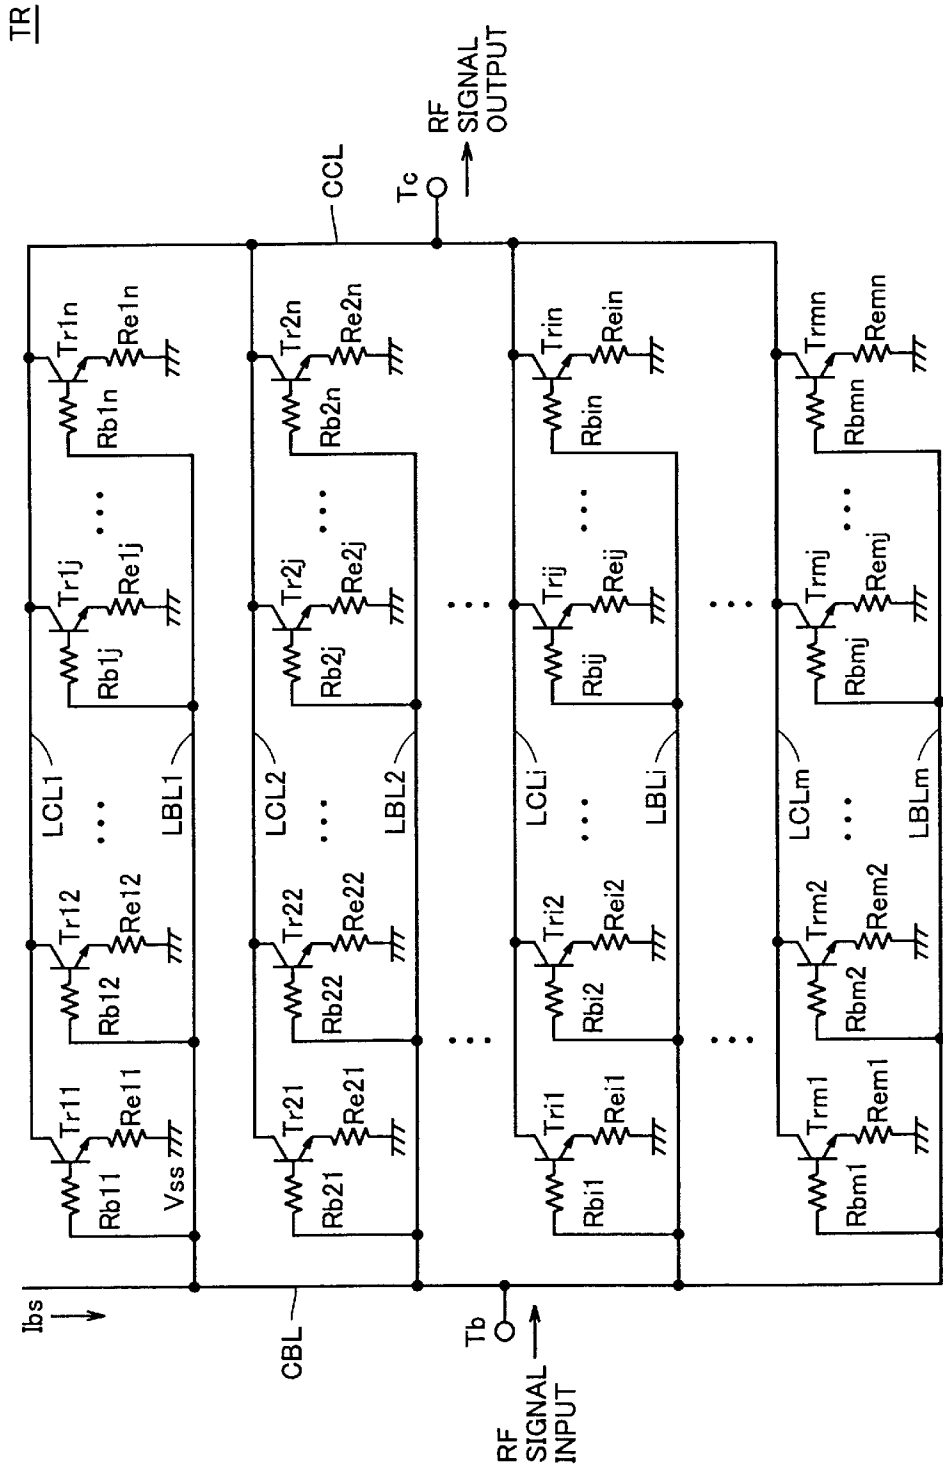 TR
Ibs
CBL
Tb
RF
SIGNAL
INPUT
Tr11
Rb11
Re11
Vss
Tr12
Rb12
Re12
LCL1
LBL1
Tr1j
Rb1j
Re1j
Tr1n
Rb1n
Re1n
CCL
Tc
RF
SIGNAL
OUTPUT
Tr21
Rb21
Re21
Tr22
Rb22
Re22
LCL2
LBL2
Tr2j
Rb2j
Re2j
Tr2n
Rb2n
Re2n
Tri1
Rbi1
Rei1
Tri2
Rbi2
Rei2
LCLi
LBLi
Trij
Rbij
Reij
Trin
Rbin
Rein
Trm1
Rbm1
Rem1
Trm2
Rbm2
Rem2
LCLm
LBLm
Trmj
Rbmj
Remj
Trmn
Rbmn
Remn